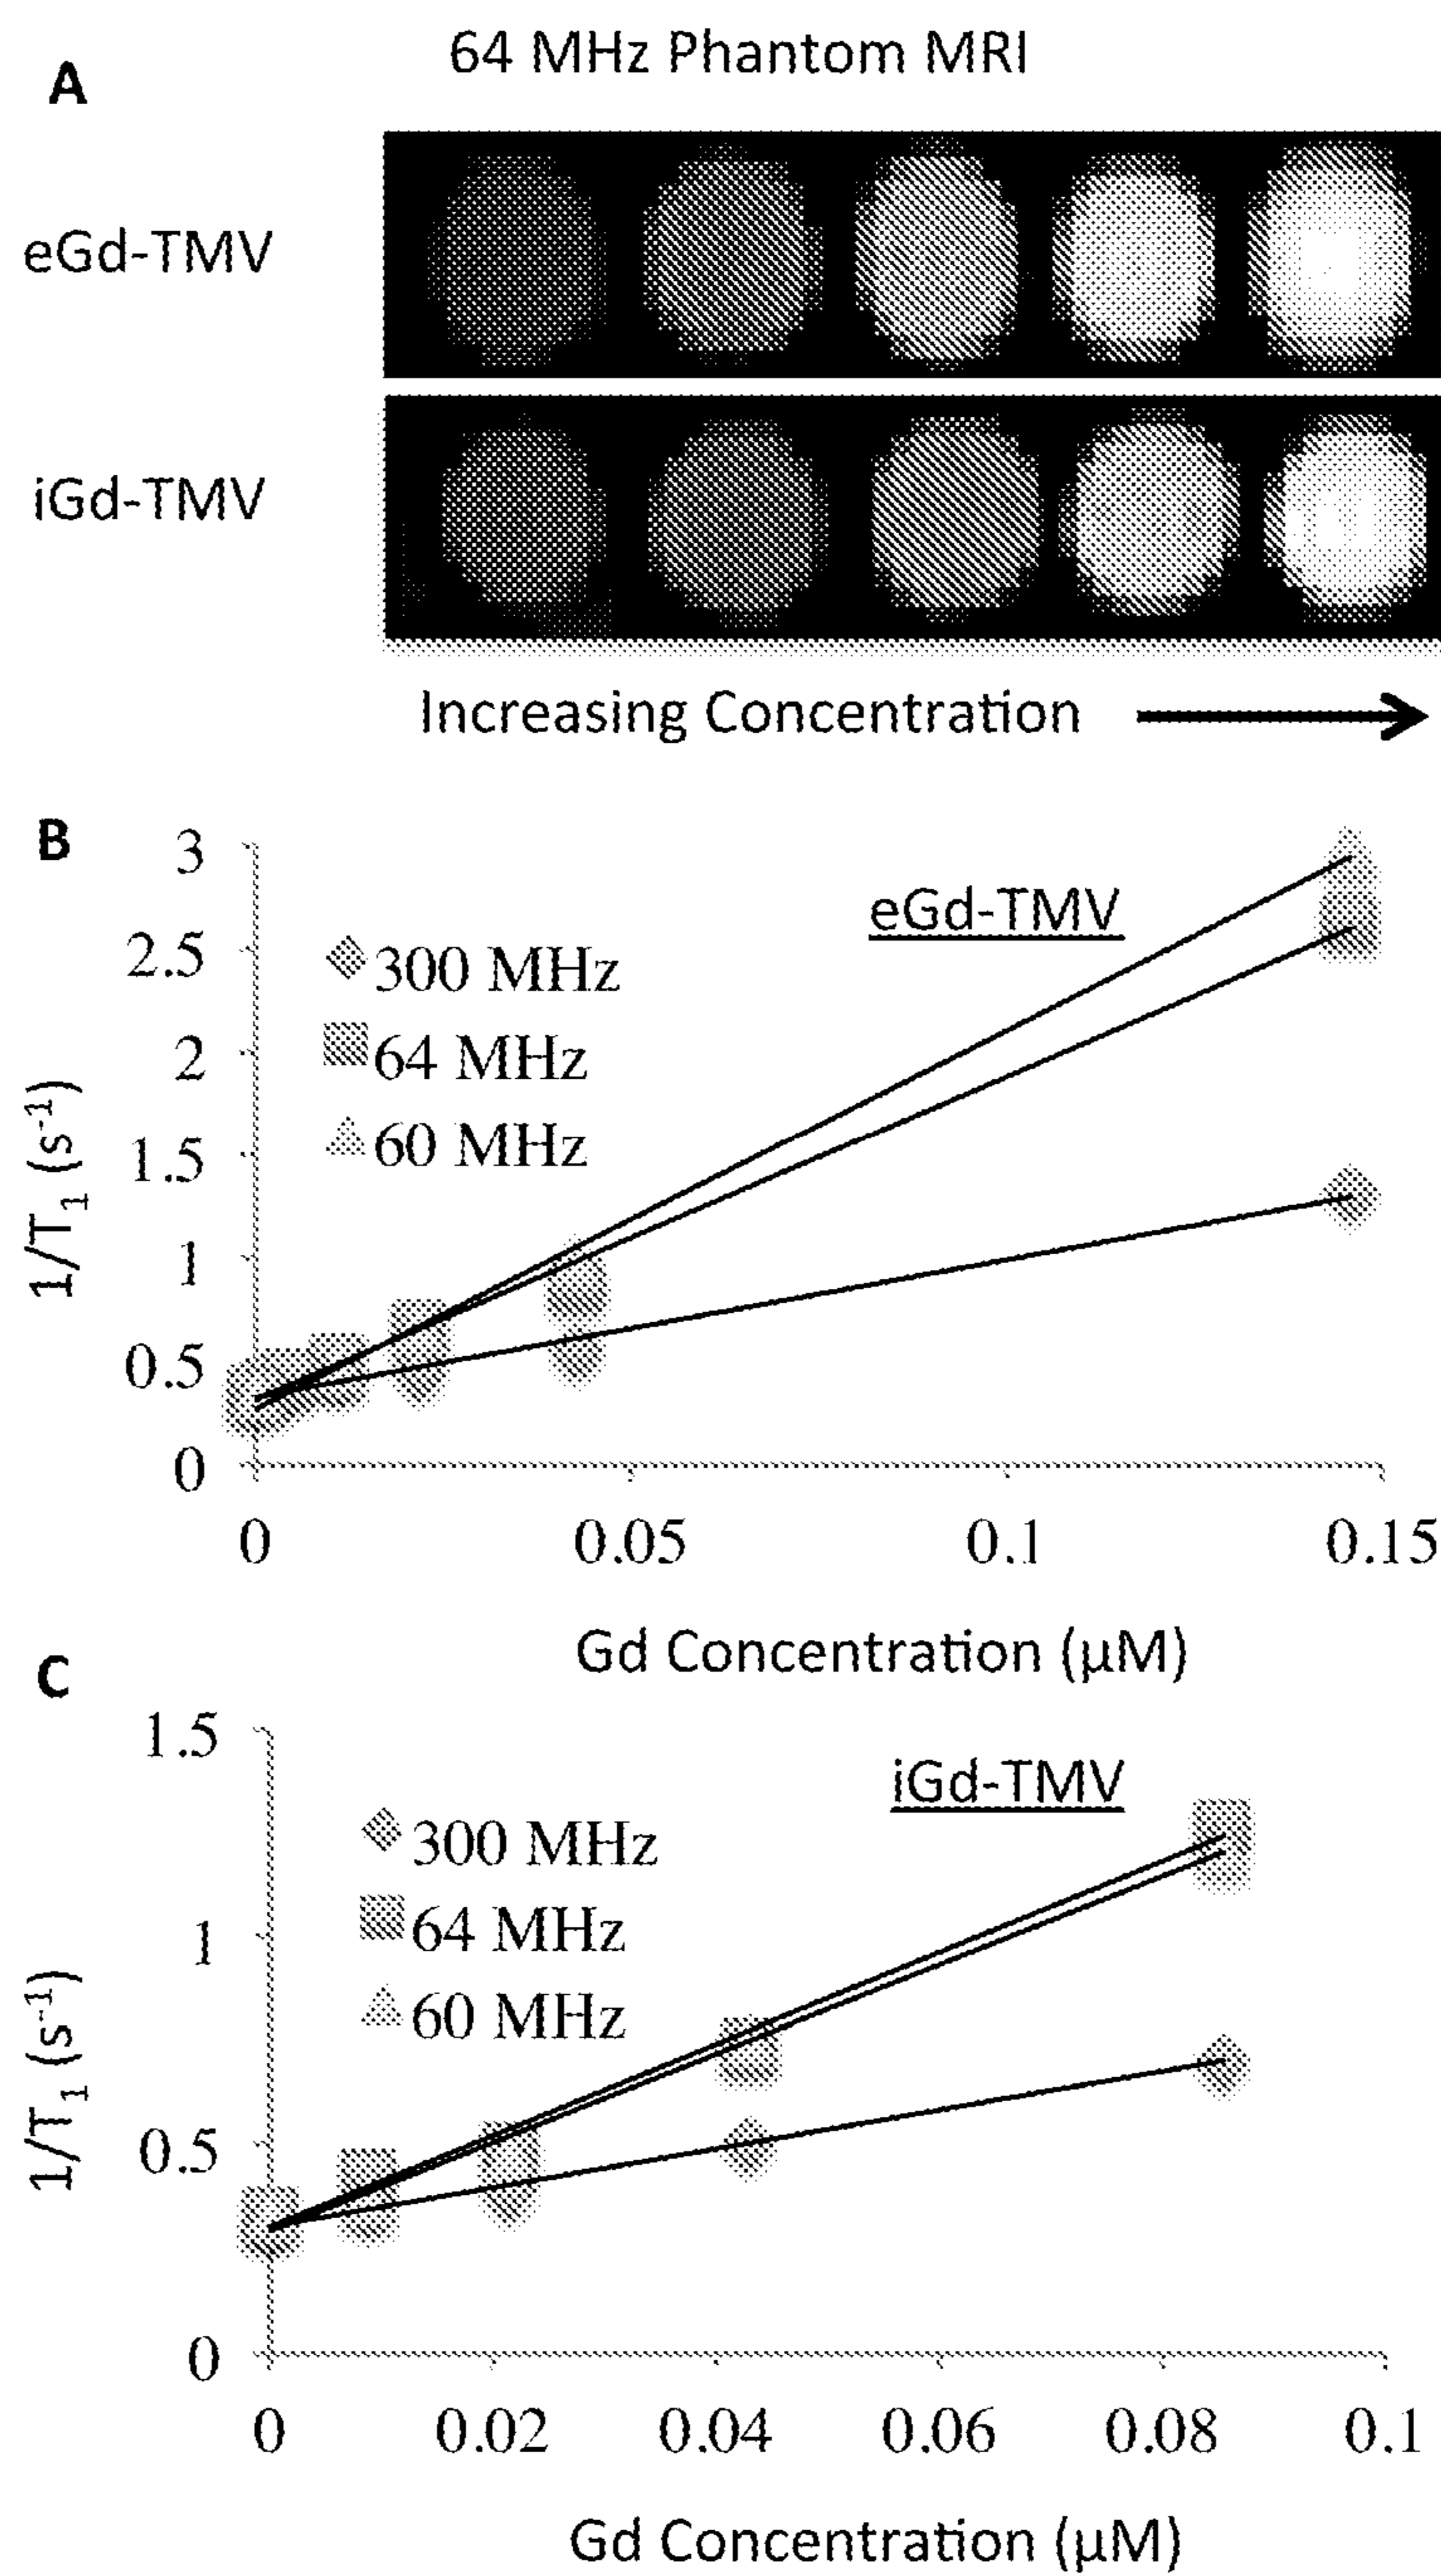 A
64 MHz Phantom MRI
eGd-TMV
iGd-TMV
Increasing Concentration
B
3
2.5
2
1.5
1
0.5
0
1/T₁ (s⁻¹)
eGd-TMV
300 MHz
64 MHz
60 MHz
0 0.05 0.1 0.15
Gd Concentration (μM)
C
1.5
1
0.5
0
1/T₁ (s⁻¹)
iGd-TMV
300 MHz
64 MHz
60 MHz
0 0.02 0.04 0.06 0.08 0.1
Gd Concentration (μM)